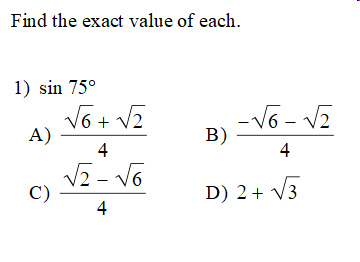 Find the exact value of each.
1) sin 75°
A) (√6 + √2)/4 B) (−√6 − √2)/4
C) (√2 − √6)/4 D) 2 + √3